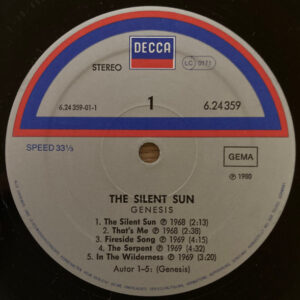 DECCA
STEREO
LC 0171
6.24 359-01-1
1
6.24 359
SPEED 33⅓
GEMA
℗ 1980
THE SILENT SUN
GENESIS
1. The Silent Sun ℗ 1968 (2:13)
2. That's Me ℗ 1968 (2:38)
3. Fireside Song ℗ 1969 (4:15)
4. The Serpent ℗ 1969 (4:32)
5. In The Wilderness ℗ 1969 (3:20)
Autor 1-5: (Genesis)